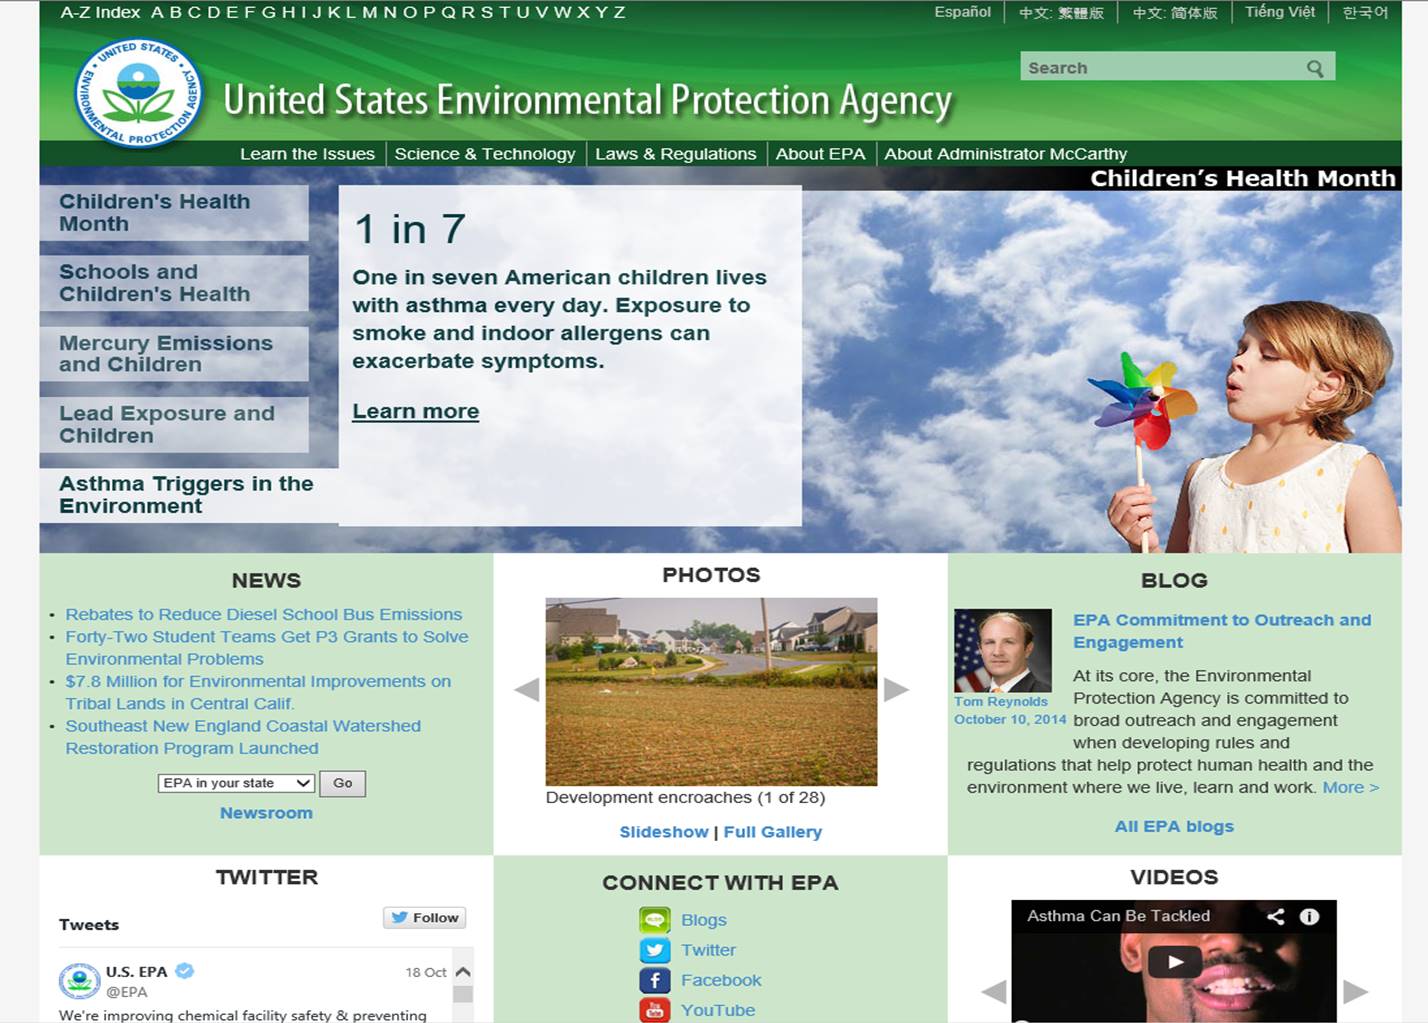 A-Z Index A B C D E F G H I J K L M N O P Q R S T U V W X Y Z
Español 中文: 繁體版 中文: 简体版 Tiếng Việt 한국어
UNITED STATES ENVIRONMENTAL PROTECTION AGENCY
United States Environmental Protection Agency
Search
Learn the Issues Science & Technology Laws & Regulations About EPA About Administrator McCarthy
Children's Health Month
Children's Health
Month
Schools and
Children's Health
Mercury Emissions
and Children
Lead Exposure and
Children
Asthma Triggers in the
Environment
1 in 7
One in seven American children lives
with asthma every day. Exposure to
smoke and indoor allergens can
exacerbate symptoms.
Learn more
NEWS
• Rebates to Reduce Diesel School Bus Emissions
• Forty-Two Student Teams Get P3 Grants to Solve
Environmental Problems
• $7.8 Million for Environmental Improvements on
Tribal Lands in Central Calif.
• Southeast New England Coastal Watershed
Restoration Program Launched
EPA in your state Go
Newsroom
PHOTOS
Development encroaches (1 of 28)
Slideshow | Full Gallery
BLOG
Tom Reynolds
October 10, 2014
EPA Commitment to Outreach and
Engagement
At its core, the Environmental
Protection Agency is committed to
broad outreach and engagement
when developing rules and
regulations that help protect human health and the
environment where we live, learn and work. More >
All EPA blogs
TWITTER
Tweets
Follow
U.S. EPA 18 Oct
@EPA
We're improving chemical facility safety & preventing
CONNECT WITH EPA
Blogs
Twitter
Facebook
YouTube
VIDEOS
Asthma Can Be Tackled